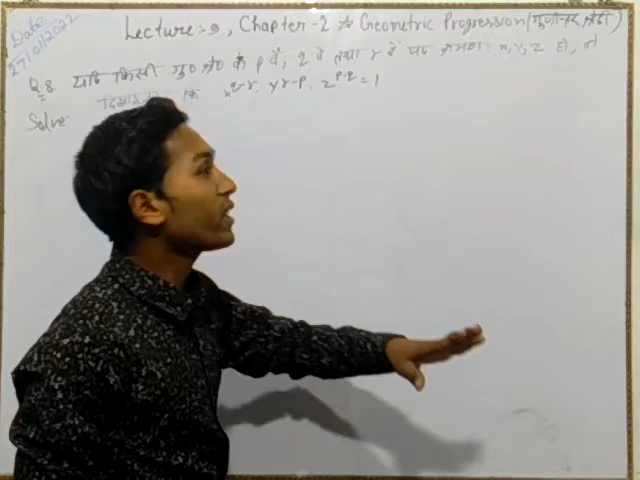 Date
27/01/2022
Lecture :- 9, Chapter - 2 Geometric Progression (गुणोत्तर श्रेढी)
Q.8. यदि किसी गु० श्रे० के p वें, q वें तथा r वें पद क्रमशः x, y, z हो, तो
दिखाइए कि x^q-r. y^r-p. z^p-q = 1
Solve: